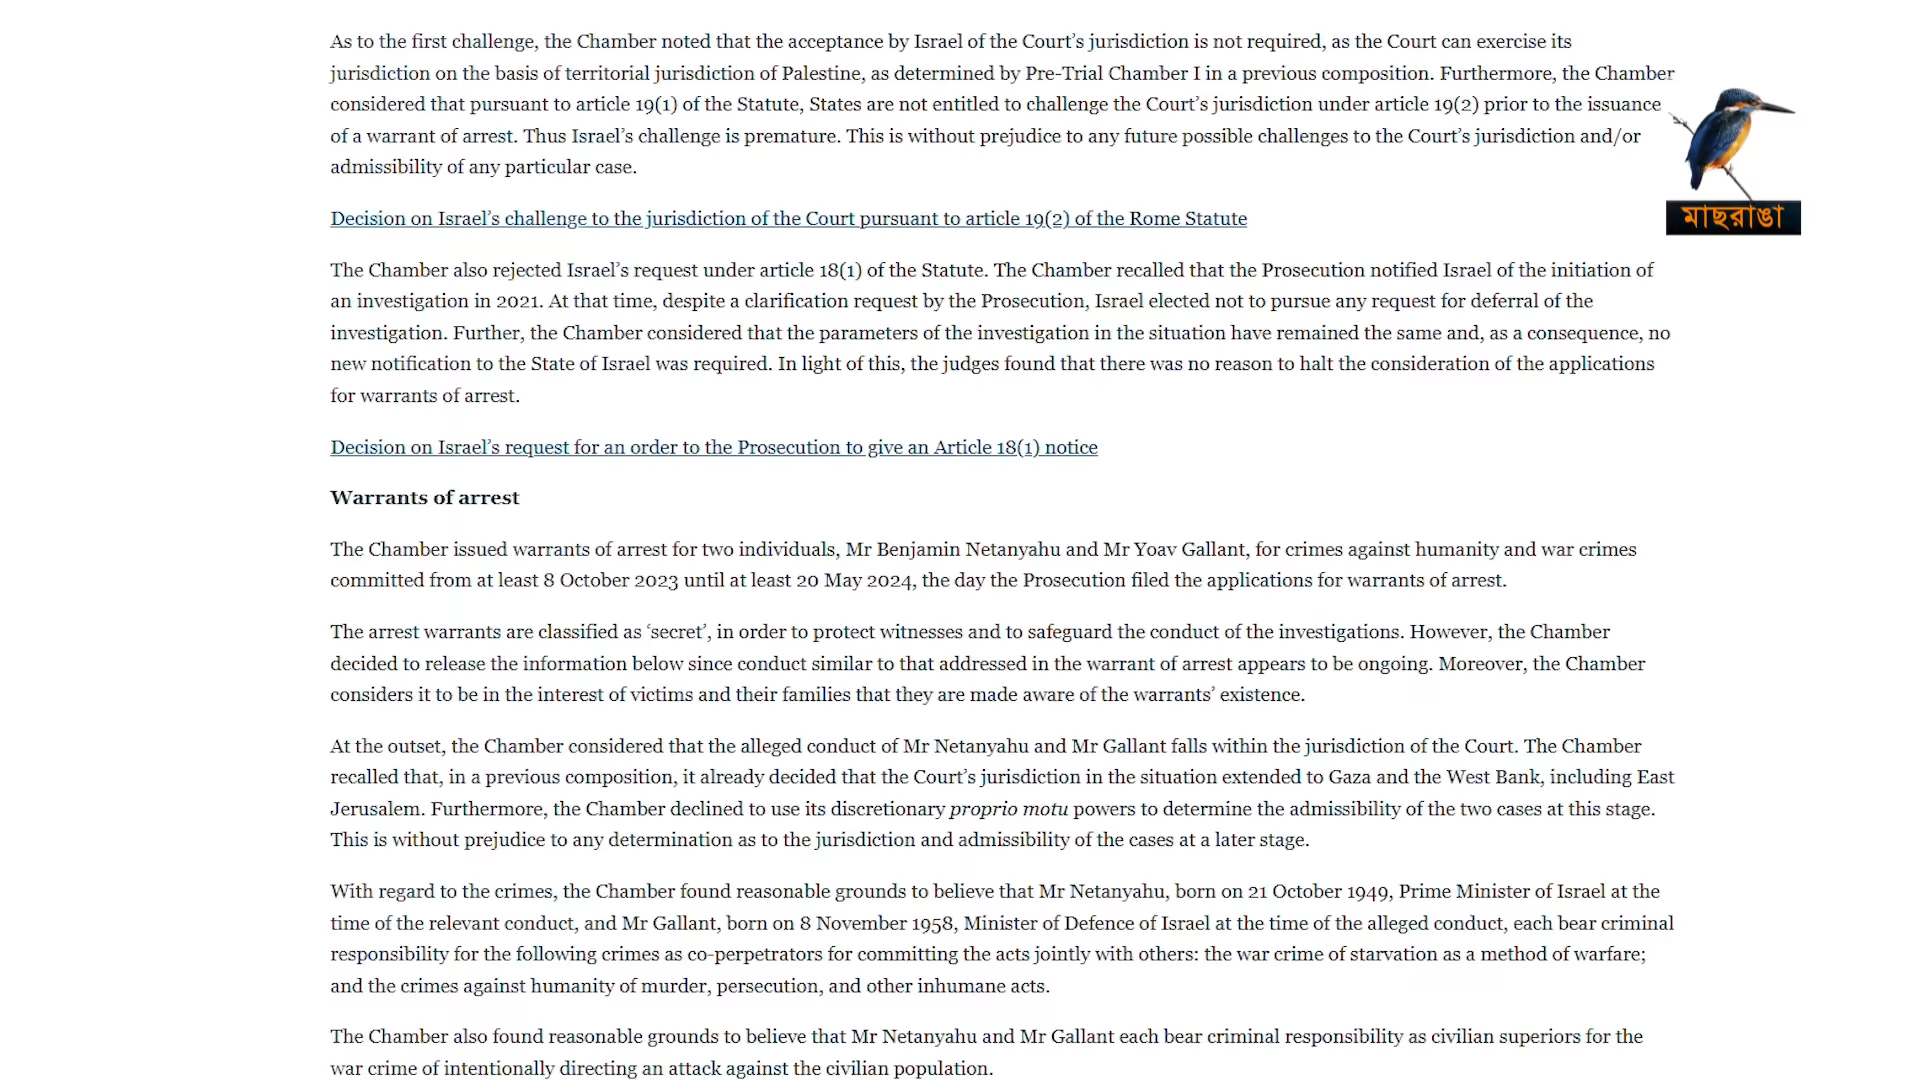 As to the first challenge, the Chamber noted that the acceptance by Israel of the Court’s jurisdiction is not required, as the Court can exercise its
jurisdiction on the basis of territorial jurisdiction of Palestine, as determined by Pre-Trial Chamber I in a previous composition. Furthermore, the Chamber
considered that pursuant to article 19(1) of the Statute, States are not entitled to challenge the Court’s jurisdiction under article 19(2) prior to the issuance
of a warrant of arrest. Thus Israel’s challenge is premature. This is without prejudice to any future possible challenges to the Court’s jurisdiction and/or
admissibility of any particular case.
মাছরাঙা
Decision on Israel’s challenge to the jurisdiction of the Court pursuant to article 19(2) of the Rome Statute
The Chamber also rejected Israel’s request under article 18(1) of the Statute. The Chamber recalled that the Prosecution notified Israel of the initiation of
an investigation in 2021. At that time, despite a clarification request by the Prosecution, Israel elected not to pursue any request for deferral of the
investigation. Further, the Chamber considered that the parameters of the investigation in the situation have remained the same and, as a consequence, no
new notification to the State of Israel was required. In light of this, the judges found that there was no reason to halt the consideration of the applications
for warrants of arrest.
Decision on Israel’s request for an order to the Prosecution to give an Article 18(1) notice
Warrants of arrest
The Chamber issued warrants of arrest for two individuals, Mr Benjamin Netanyahu and Mr Yoav Gallant, for crimes against humanity and war crimes
committed from at least 8 October 2023 until at least 20 May 2024, the day the Prosecution filed the applications for warrants of arrest.
The arrest warrants are classified as ‘secret’, in order to protect witnesses and to safeguard the conduct of the investigations. However, the Chamber
decided to release the information below since conduct similar to that addressed in the warrant of arrest appears to be ongoing. Moreover, the Chamber
considers it to be in the interest of victims and their families that they are made aware of the warrants’ existence.
At the outset, the Chamber considered that the alleged conduct of Mr Netanyahu and Mr Gallant falls within the jurisdiction of the Court. The Chamber
recalled that, in a previous composition, it already decided that the Court’s jurisdiction in the situation extended to Gaza and the West Bank, including East
Jerusalem. Furthermore, the Chamber declined to use its discretionary proprio motu powers to determine the admissibility of the two cases at this stage.
This is without prejudice to any determination as to the jurisdiction and admissibility of the cases at a later stage.
With regard to the crimes, the Chamber found reasonable grounds to believe that Mr Netanyahu, born on 21 October 1949, Prime Minister of Israel at the
time of the relevant conduct, and Mr Gallant, born on 8 November 1958, Minister of Defence of Israel at the time of the alleged conduct, each bear criminal
responsibility for the following crimes as co-perpetrators for committing the acts jointly with others: the war crime of starvation as a method of warfare;
and the crimes against humanity of murder, persecution, and other inhumane acts.
The Chamber also found reasonable grounds to believe that Mr Netanyahu and Mr Gallant each bear criminal responsibility as civilian superiors for the
war crime of intentionally directing an attack against the civilian population.